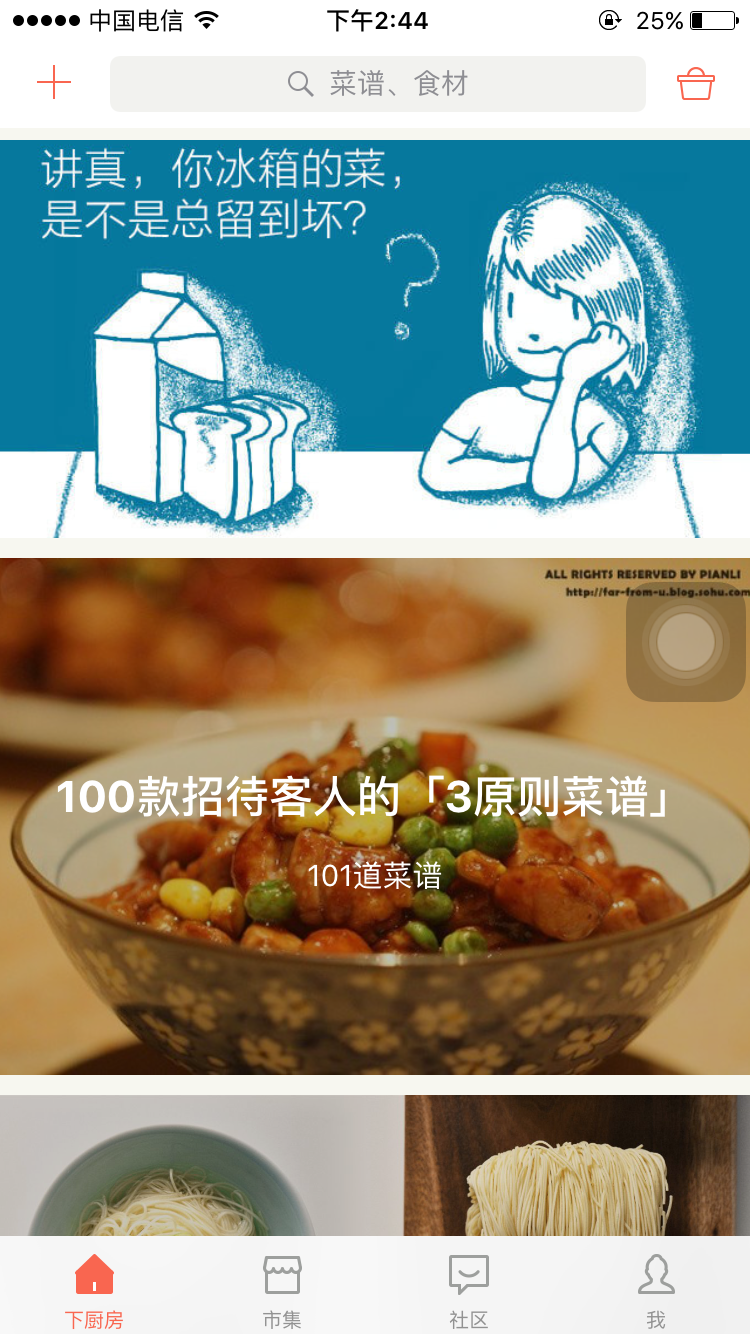 中国电信
下午2:44
25%
菜谱、食材
讲真，你冰箱的菜，
是不是总留到坏？
ALL RIGHTS RESERVED BY PIANLI
http://far-from-u.blog.sohu.com
100款招待客人的「3原则菜谱」
101道菜谱
下厨房
市集
社区
我